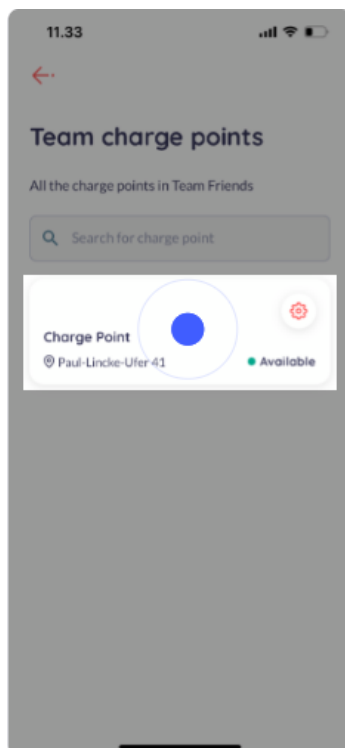 11.33
Team charge points
All the charge points in Team Friends
Search for charge point
Charge Point
Paul-Lincke-Ufer 41
Available